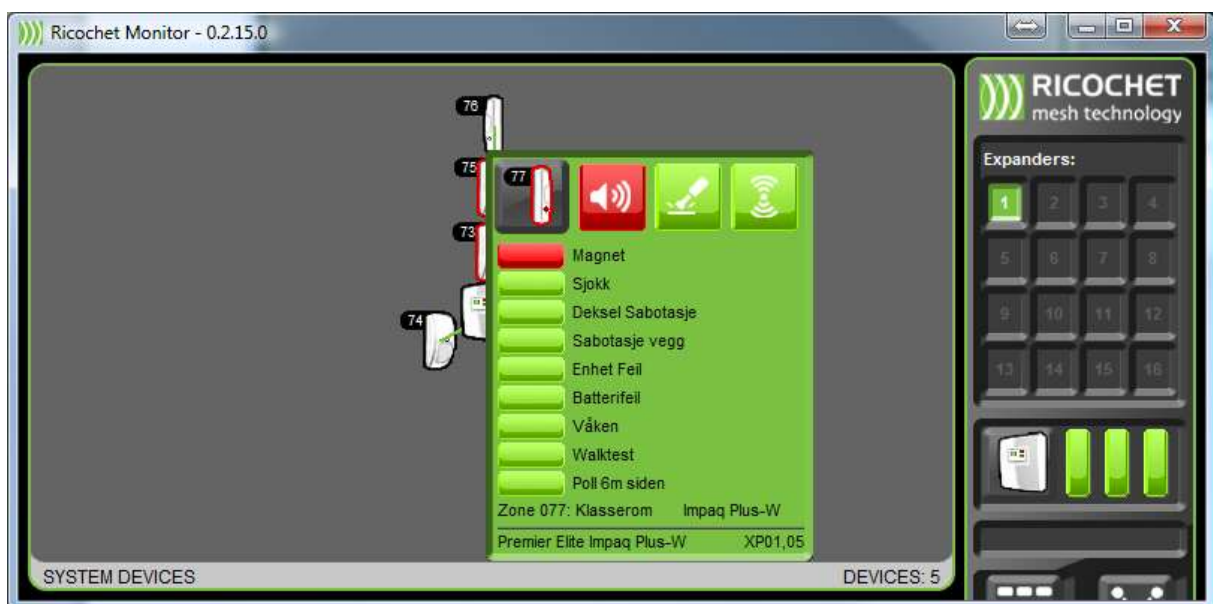 Ricochet Monitor - 0.2.15.0
RICOCHET
mesh technology
Expanders:
1 2 3 4
5 6 7 8
9 10 11 12
13 14 15 16
76
75
73
74
77
Magnet
Sjokk
Deksel Sabotasje
Sabotasje vegg
Enhet Feil
Batterifeil
Våken
Walktest
Poll 6m siden
Zone 077: Klasserom Impaq Plus-W
Premier Elite Impaq Plus-W XP01,05
SYSTEM DEVICES DEVICES: 5